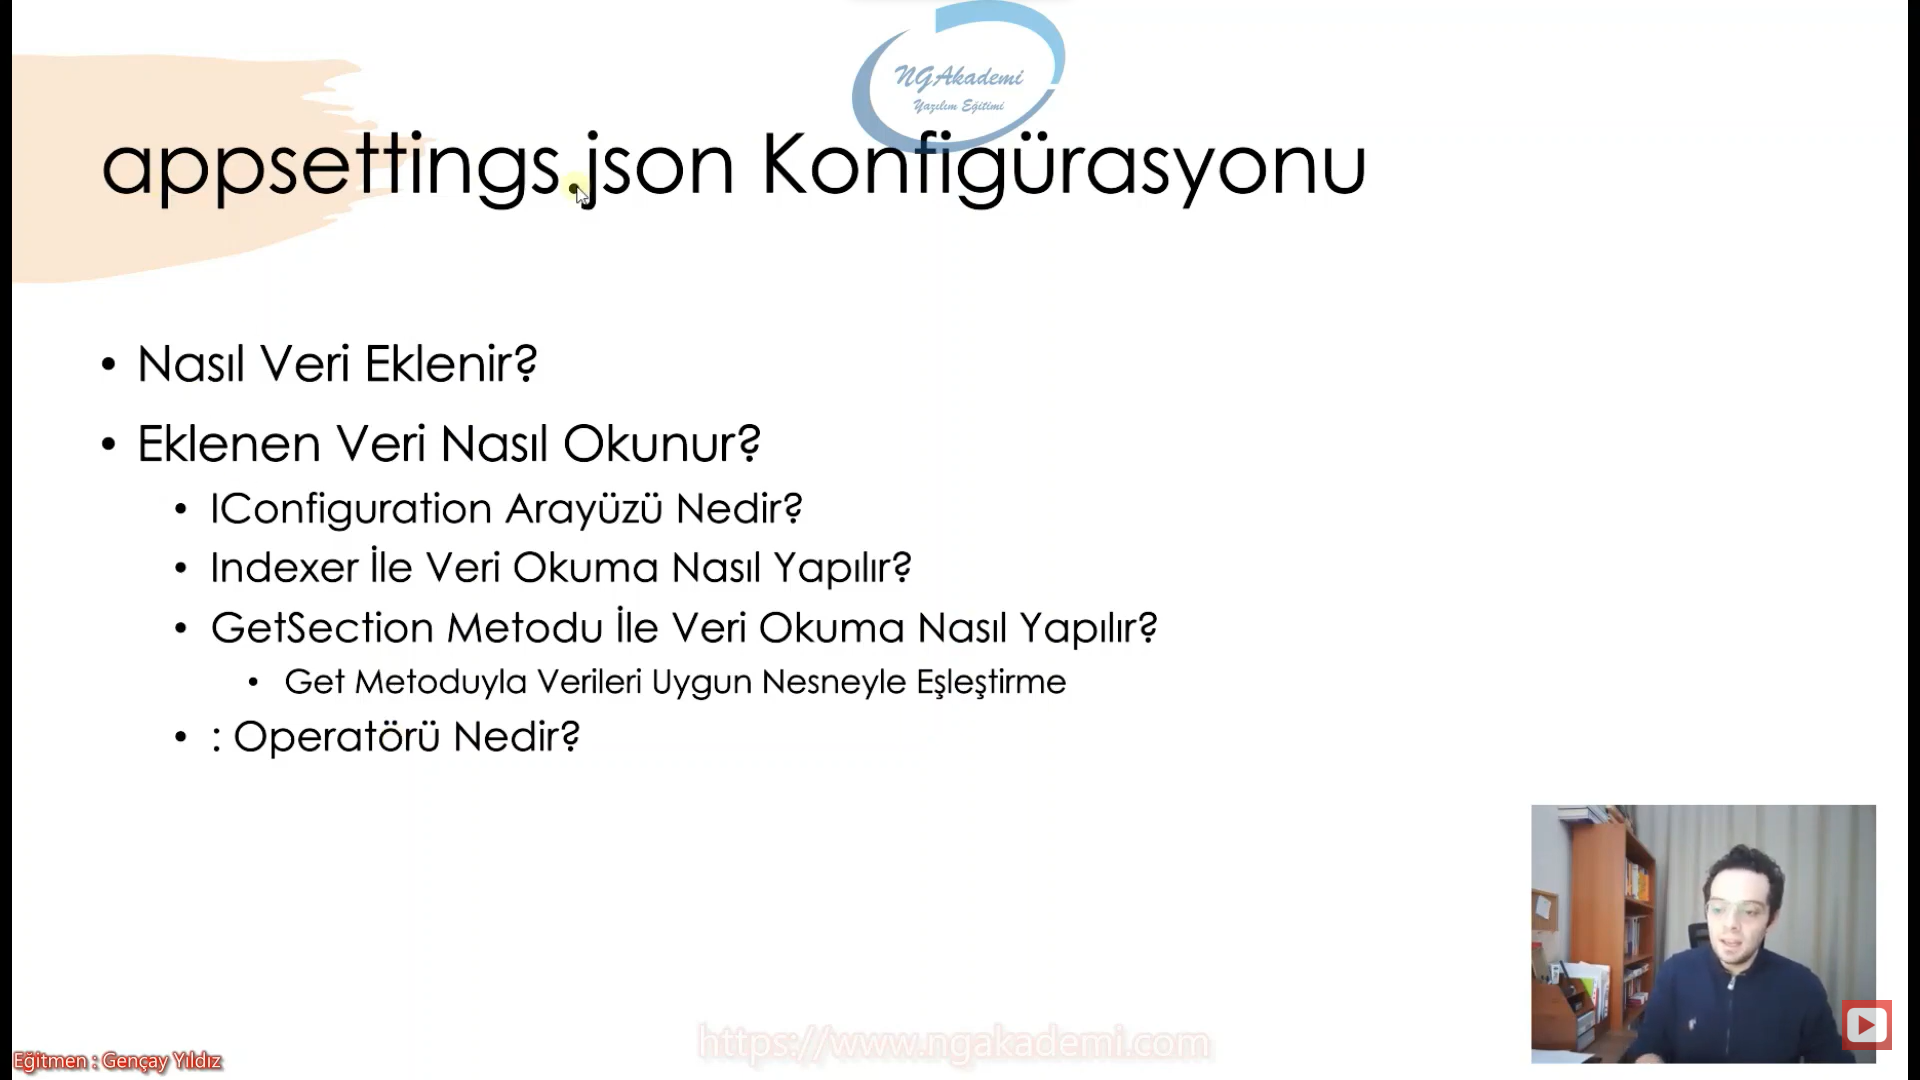 NGAkademi
Yazılım Eğitimi
appsettings.json Konfigürasyonu
• Nasıl Veri Eklenir?
• Eklenen Veri Nasıl Okunur?
• IConfiguration Arayüzü Nedir?
• Indexer İle Veri Okuma Nasıl Yapılır?
• GetSection Metodu İle Veri Okuma Nasıl Yapılır?
• Get Metoduyla Verileri Uygun Nesneyle Eşleştirme
• : Operatörü Nedir?
https://www.ngakademi.com
Eğitmen : Gençay Yıldız